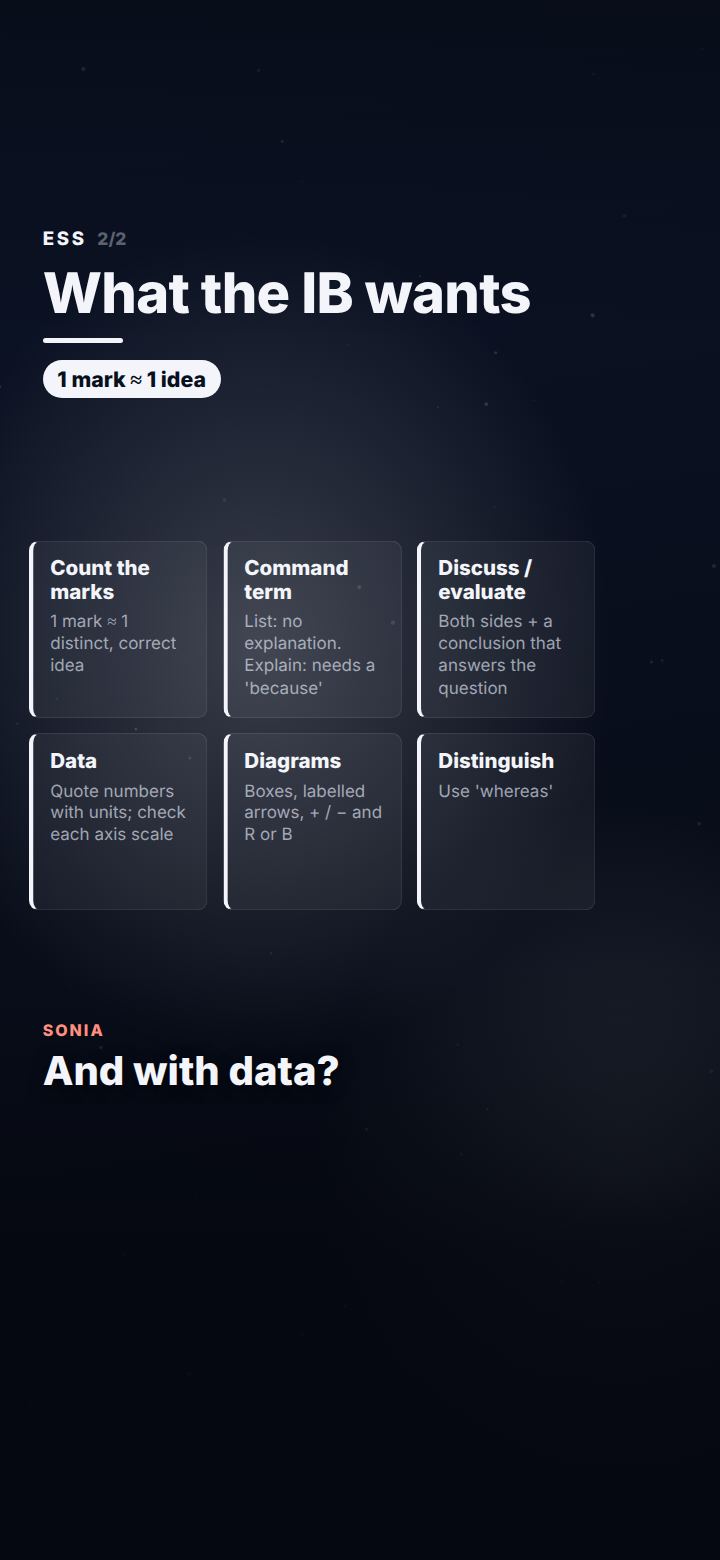 ESS 2/2
What the IB wants
1 mark ≈ 1 idea
Count the
marks
1 mark ≈ 1
distinct, correct
idea
Command
term
List: no
explanation.
Explain: needs a
'because'
Discuss /
evaluate
Both sides + a
conclusion that
answers the
question
Data
Quote numbers
with units; check
each axis scale
Diagrams
Boxes, labelled
arrows, + / − and
R or B
Distinguish
Use 'whereas'
SONIA
And with data?